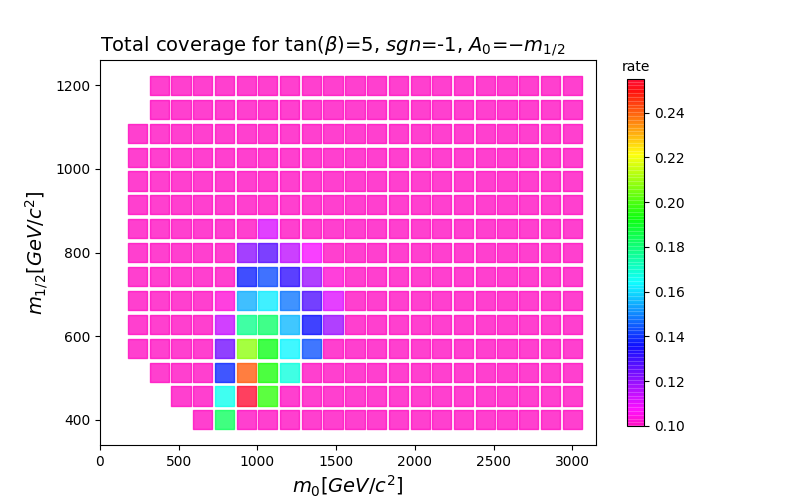 Total coverage for tan(β)=5, sgn=-1, A₀=−m₁/₂
rate
1200
1000
800
600
400
m₁/₂[GeV/c²]
0.24
0.22
0.20
0.18
0.16
0.14
0.12
0.10
0 500 1000 1500 2000 2500 3000
m₀[GeV/c²]